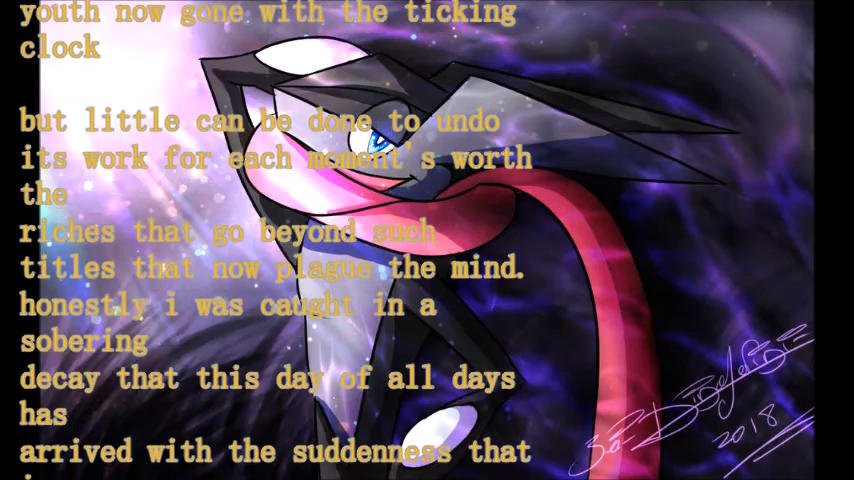 youth now gone with the ticking
clock
but little can be done to undo
its work for each moment's worth
the
riches that go beyond such
titles that now plague the mind.
honestly i was caught in a
sobering
decay that this day of all days
has
arrived with the suddenness that
2018